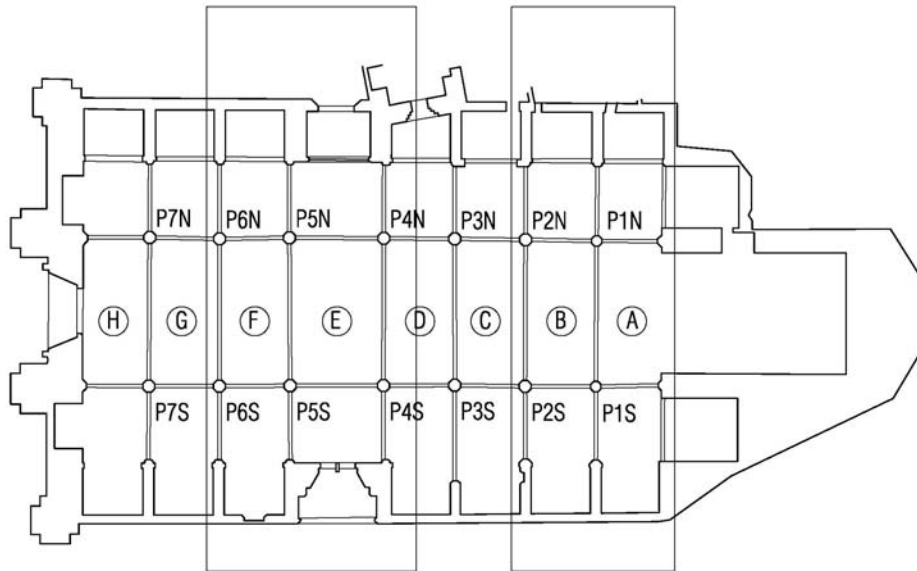 P7N P6N P5N P4N P3N P2N P1N
H G F E D C B A
P7S P6S P5S P4S P3S P2S P1S